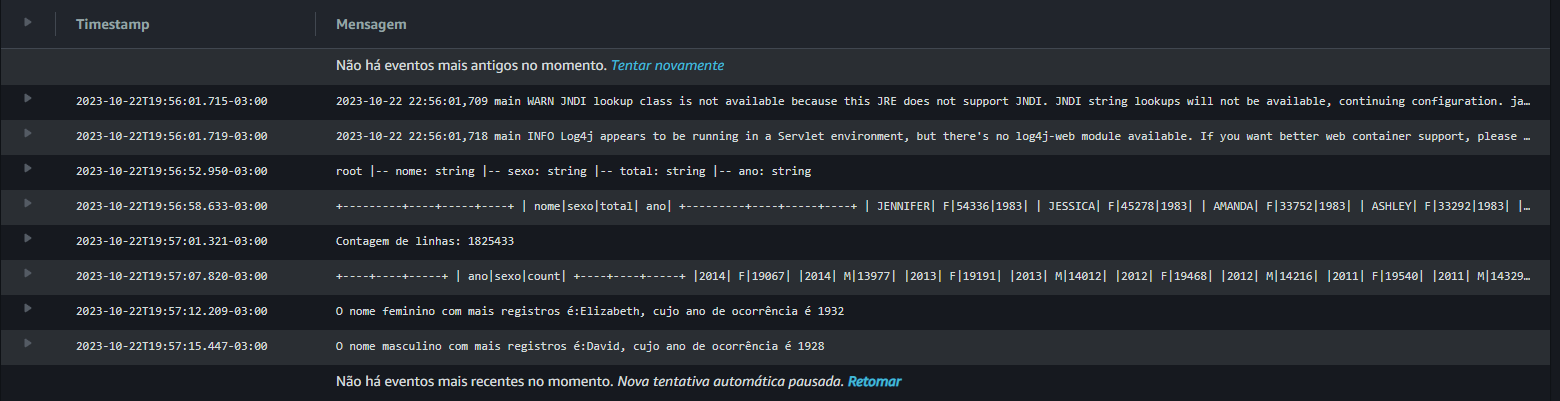 Timestamp Mensagem
Não há eventos mais antigos no momento. Tentar novamente
2023-10-22T19:56:01.715-03:00 2023-10-22 22:56:01,709 main WARN JNDI lookup class is not available because this JRE does not support JNDI. JNDI string lookups will not be available, continuing configuration. ja…
2023-10-22T19:56:01.719-03:00 2023-10-22 22:56:01,718 main INFO Log4j appears to be running in a Servlet environment, but there's no log4j-web module available. If you want better web container support, please …
2023-10-22T19:56:52.950-03:00 root |-- nome: string |-- sexo: string |-- total: string |-- ano: string
2023-10-22T19:56:58.633-03:00 +---------+----+-----+----+ | nome|sexo|total| ano| +---------+----+-----+----+ | JENNIFER| F|54336|1983| | JESSICA| F|45278|1983| | AMANDA| F|33752|1983| | ASHLEY| F|33292|1983| |…
2023-10-22T19:57:01.321-03:00 Contagem de linhas: 1825433
2023-10-22T19:57:07.820-03:00 +----+----+-----+ | ano|sexo|count| +----+----+-----+ |2014| F|19067| |2014| M|13977| |2013| F|19191| |2013| M|14012| |2012| F|19468| |2012| M|14216| |2011| F|19540| |2011| M|14329…
2023-10-22T19:57:12.209-03:00 O nome feminino com mais registros é:Elizabeth, cujo ano de ocorrência é 1932
2023-10-22T19:57:15.447-03:00 O nome masculino com mais registros é:David, cujo ano de ocorrência é 1928
Não há eventos mais recentes no momento. Nova tentativa automática pausada. Retomar